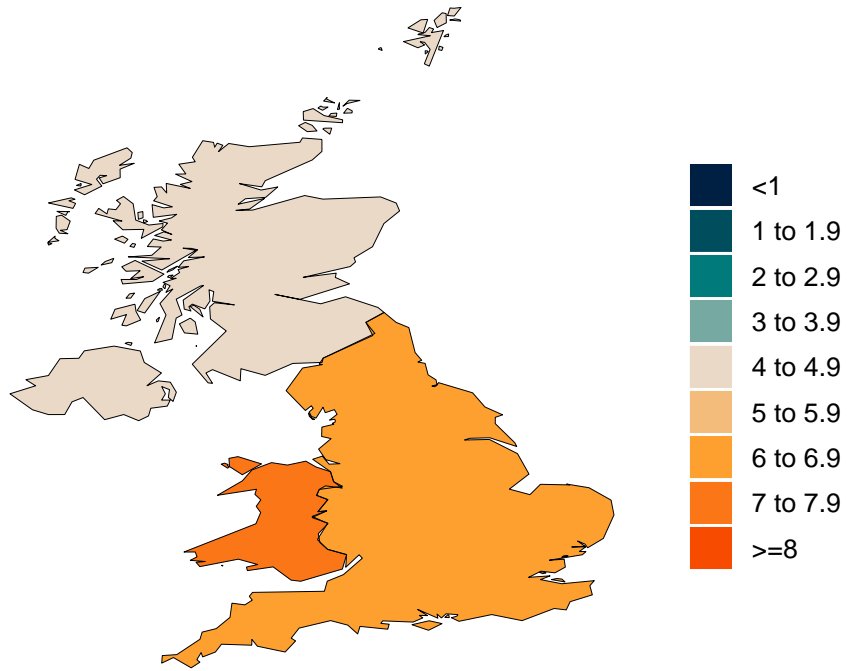 <1
1 to 1.9
2 to 2.9
3 to 3.9
4 to 4.9
5 to 5.9
6 to 6.9
7 to 7.9
>=8